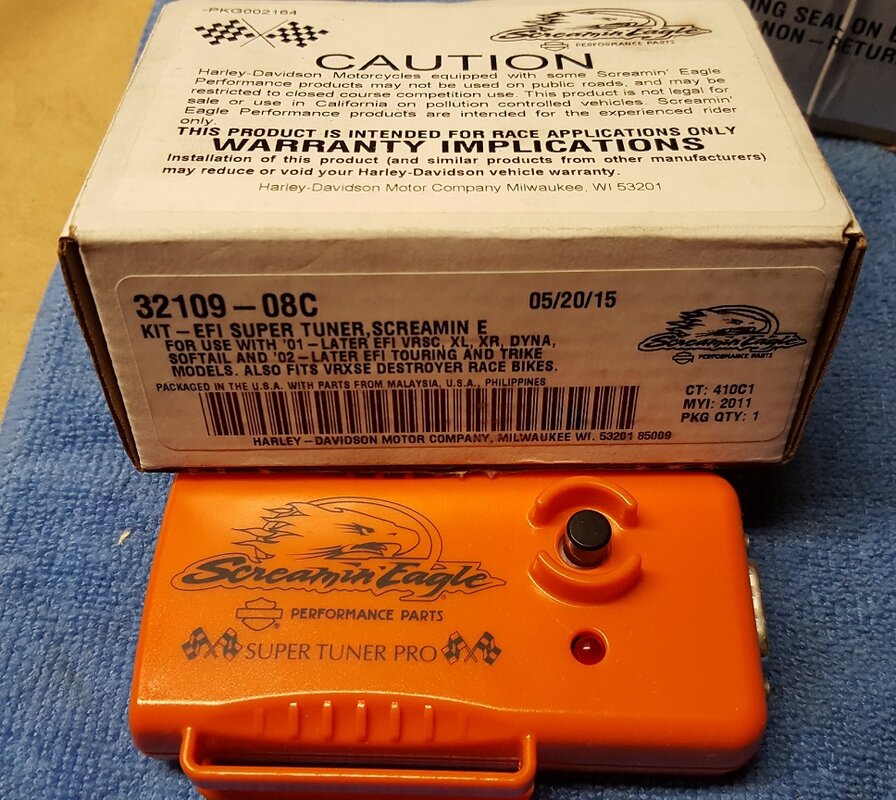 -PKG002164
Screamin' Eagle
PERFORMANCE PARTS
CAUTION
Harley-Davidson Motorcycles equipped with some Screamin' Eagle
Performance products may not be used on public roads, and may be
restricted to closed course competition use. This product is not legal for
sale or use in California on pollution controlled vehicles. Screamin'
Eagle Performance products are intended for the experienced rider
only.
THIS PRODUCT IS INTENDED FOR RACE APPLICATIONS ONLY
WARRANTY IMPLICATIONS
Installation of this product (and similar products from other manufacturers)
may reduce or void your Harley-Davidson vehicle warranty.
Harley-Davidson Motor Company Milwaukee, WI 53201
ING SEAL ON
NON-RETUR
32109-08C 05/20/15
KIT-EFI SUPER TUNER,SCREAMIN E
FOR USE WITH '01-LATER EFI VRSC, XL, XR, DYNA,
SOFTAIL AND '02-LATER EFI TOURING AND TRIKE
MODELS. ALSO FITS VRXSE DESTROYER RACE BIKES.
PACKAGED IN THE U.S.A. WITH PARTS FROM MALAYSIA, U.S.A., PHILIPPINES
Screamin' Eagle
PERFORMANCE PARTS
CT: 410C1
MYI: 2011
PKG QTY: 1
HARLEY-DAVIDSON MOTOR COMPANY, MILWAUKEE WI. 53201 85009
Screamin' Eagle
PERFORMANCE PARTS
SUPER TUNER PRO